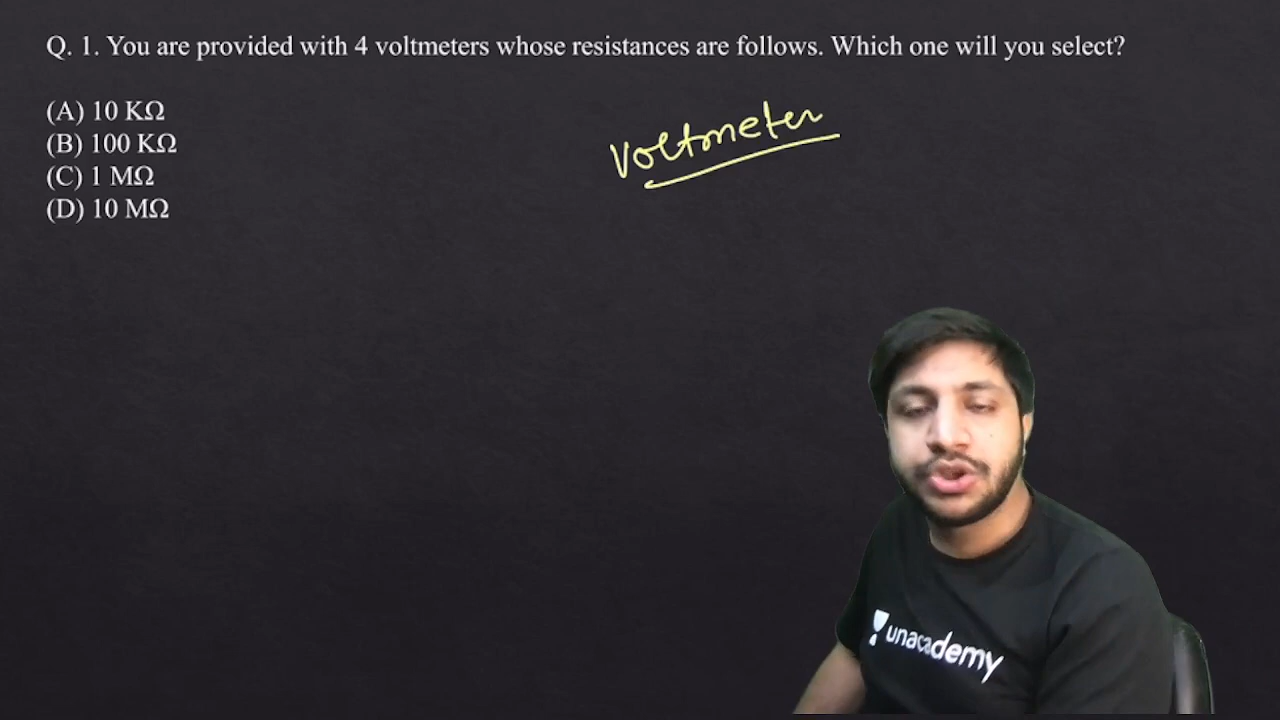 Q. 1. You are provided with 4 voltmeters whose resistances are follows. Which one will you select?
(A) 10 KΩ
(B) 100 KΩ
(C) 1 MΩ
(D) 10 MΩ
Voltmeter
unacademy